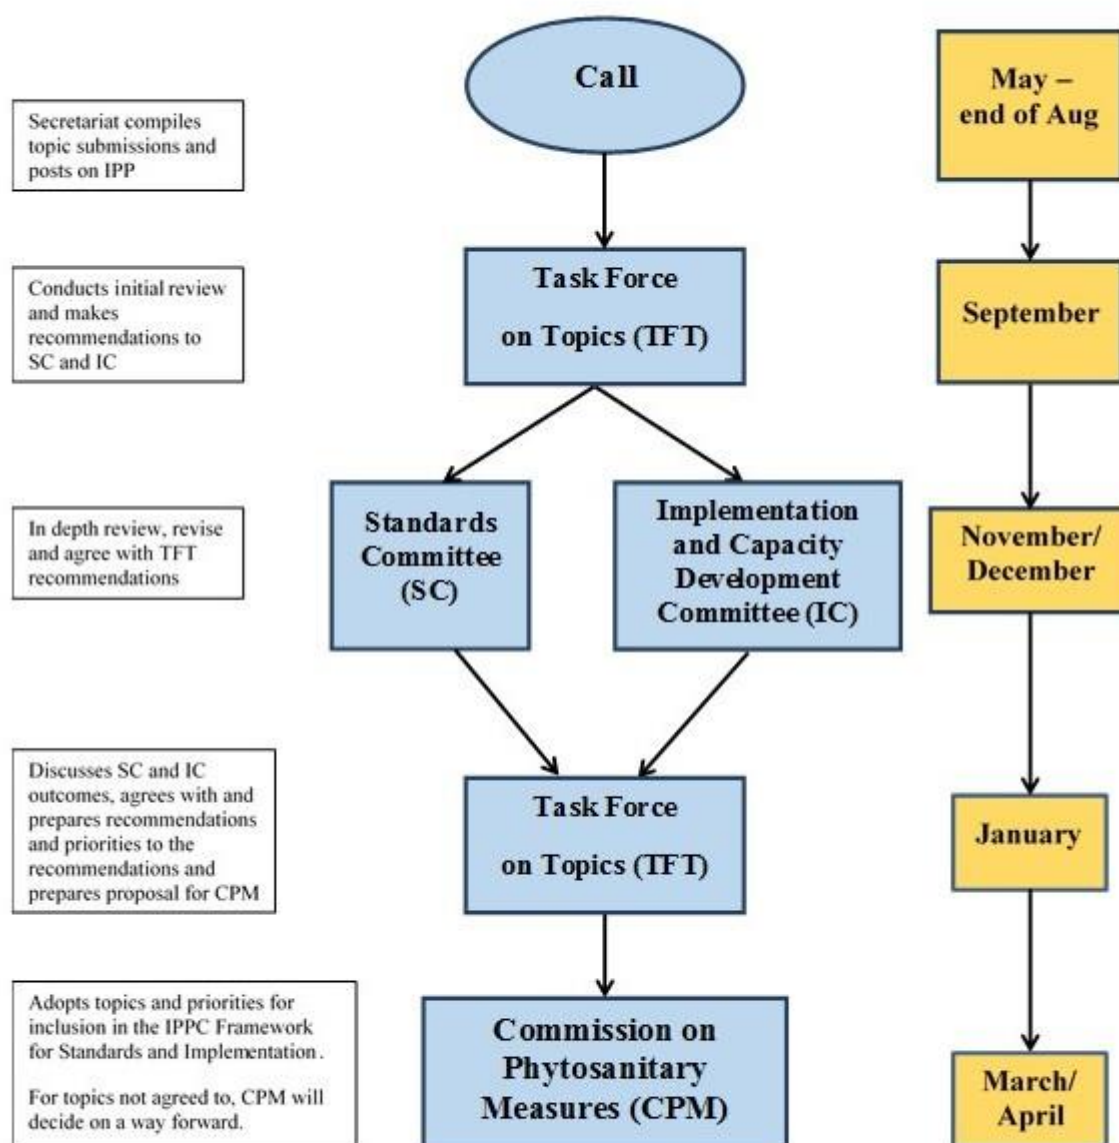 Call
May –
end of Aug
Secretariat compiles
topic submissions and
posts on IPP
Task Force
on Topics (TFT)
September
Conducts initial review
and makes
recommendations to
SC and IC
Standards
Committee
(SC)
Implementation
and Capacity
Development
Committee (IC)
November/
December
In depth review, revise
and agree with TFT
recommendations
Discusses SC and IC
outcomes, agrees with and
prepares recommendations
and priorities to the
recommendations and
prepares proposal for CPM
Task Force
on Topics (TFT)
January
Adopts topics and priorities for
inclusion in the IPPC Framework
for Standards and Implementation.
For topics not agreed to, CPM will
decide on a way forward.
Commission on
Phytosanitary
Measures (CPM)
March/
April